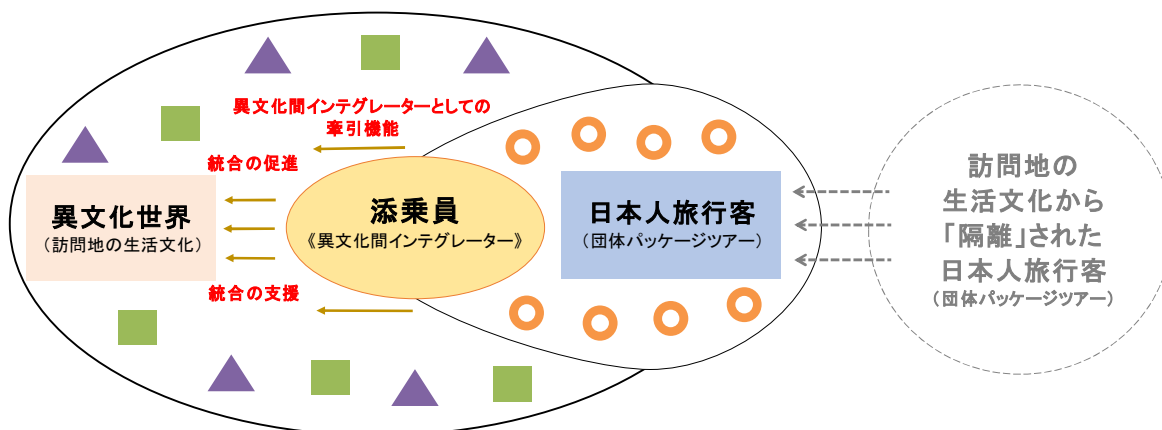 異文化間インテグレーターとしての
牽引機能
統合の促進
異文化世界
（訪問地の生活文化）
添乗員
《異文化間インテグレーター》
日本人旅行客
（団体パッケージツアー）
統合の支援
訪問地の
生活文化から
「隔離」された
日本人旅行客
（団体パッケージツアー）